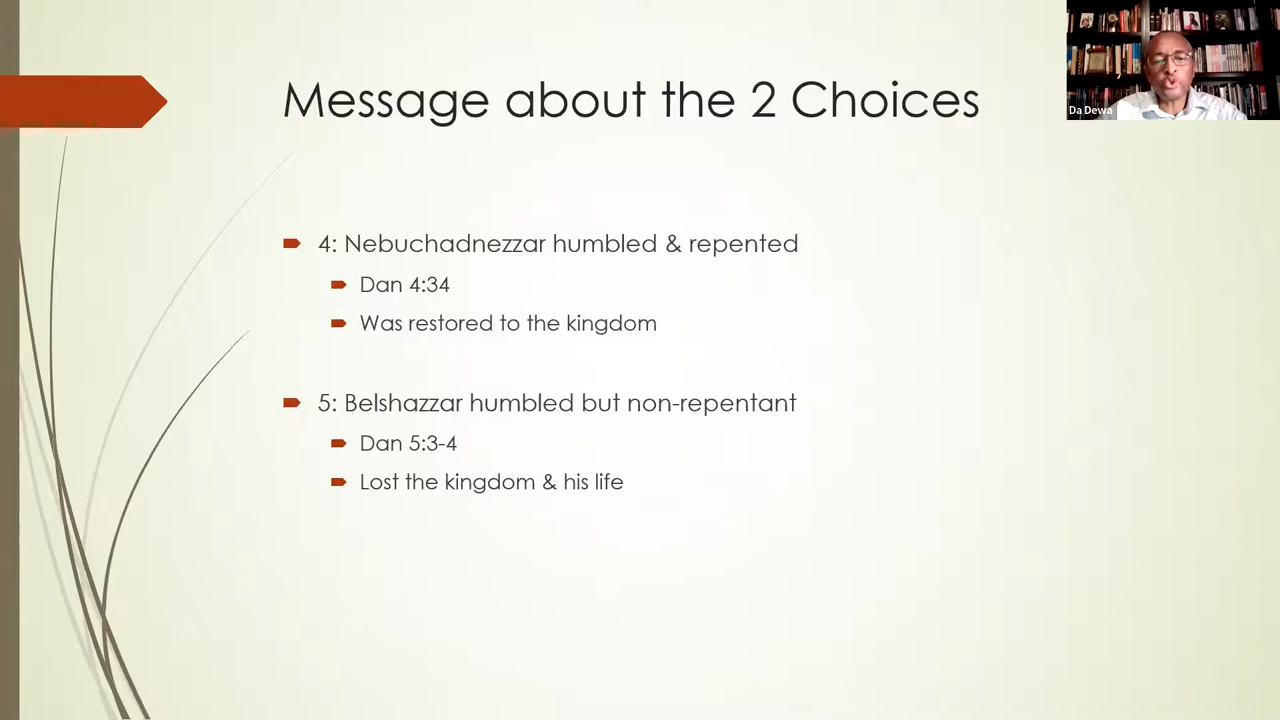 Message about the 2 Choices
Da Dewa
4: Nebuchadnezzar humbled & repented
Dan 4:34
Was restored to the kingdom
5: Belshazzar humbled but non-repentant
Dan 5:3-4
Lost the kingdom & his life